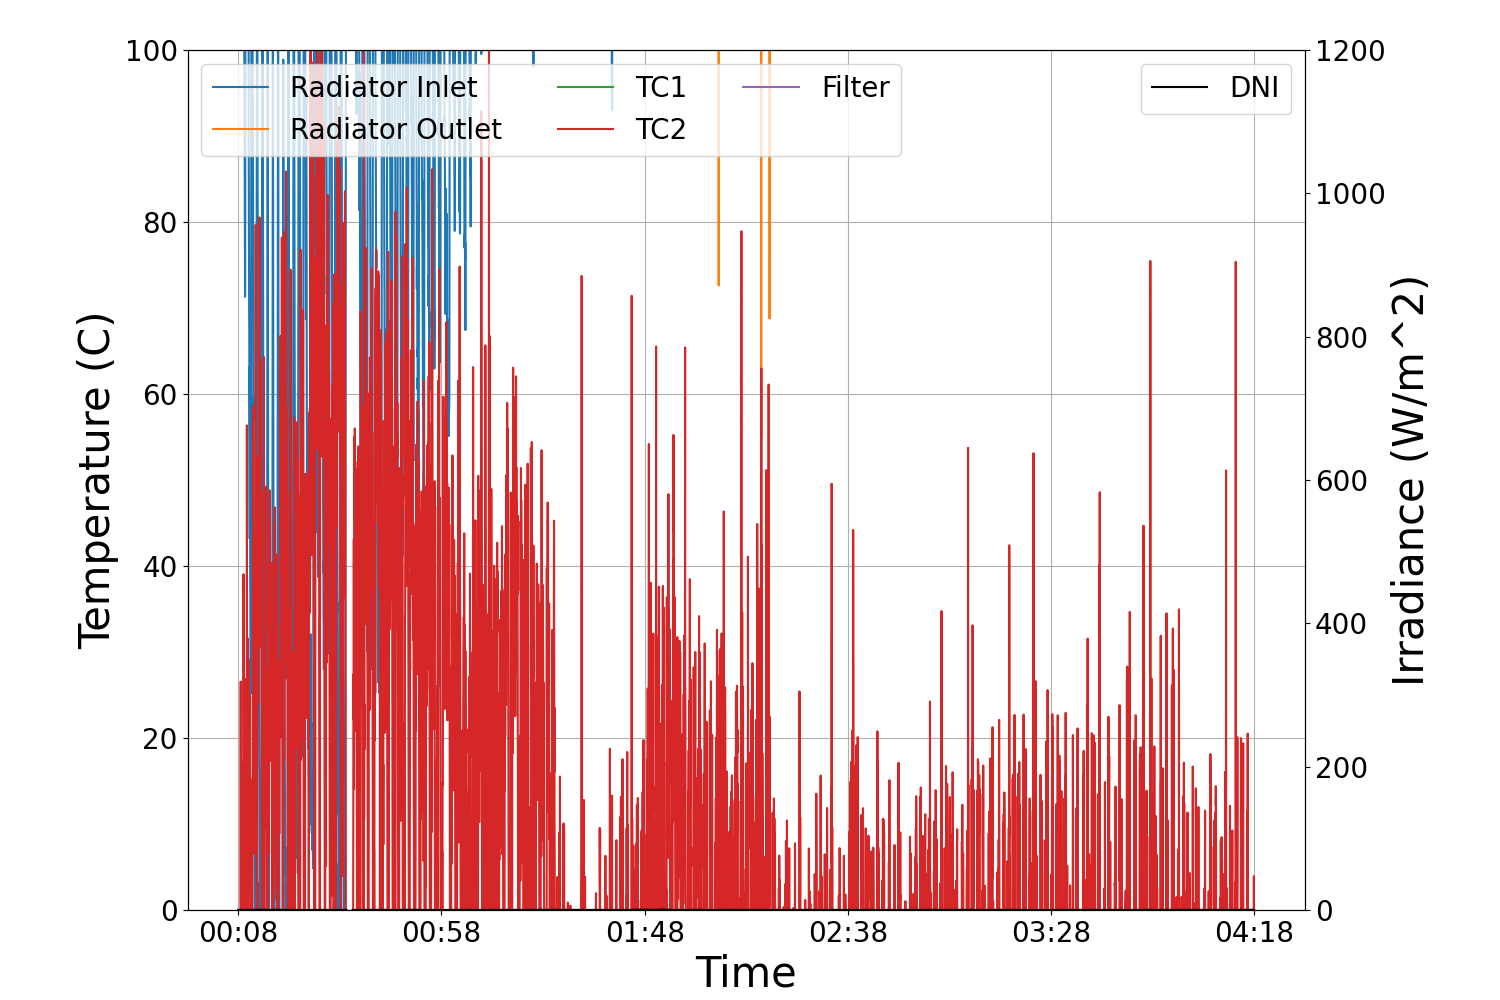 100
80
60
40
20
0
Temperature (C)
Radiator Inlet
Radiator Outlet
TC1
TC2
Filter
DNI
1200
1000
800
600
400
200
0
Irradiance (W/m^2)
00:08
00:58
01:48
02:38
03:28
04:18
Time